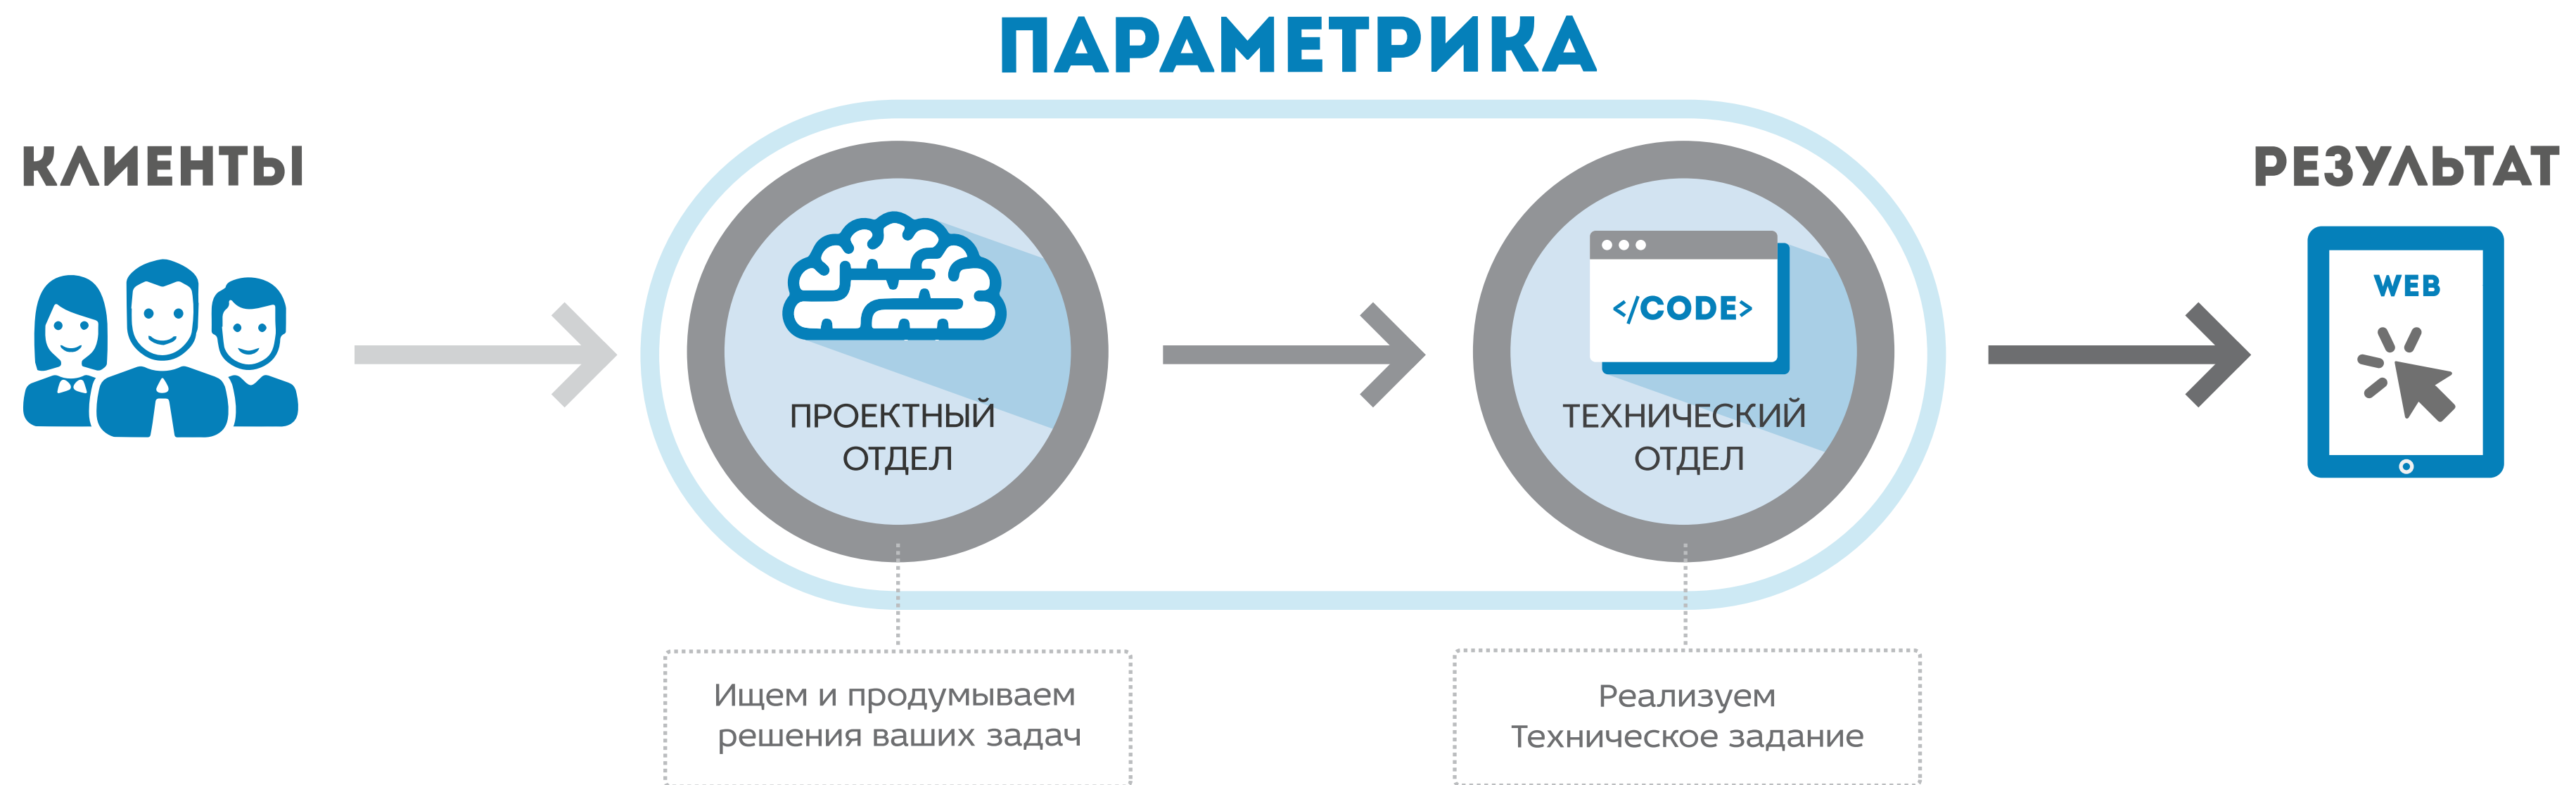 ПАРАМЕТРИКА
КЛИЕНТЫ
ПРОЕКТНЫЙ
ОТДЕЛ
Ищем и продумываем
решения ваших задач
</CODE>
ТЕХНИЧЕСКИЙ
ОТДЕЛ
Реализуем
Техническое задание
РЕЗУЛЬТАТ
WEB